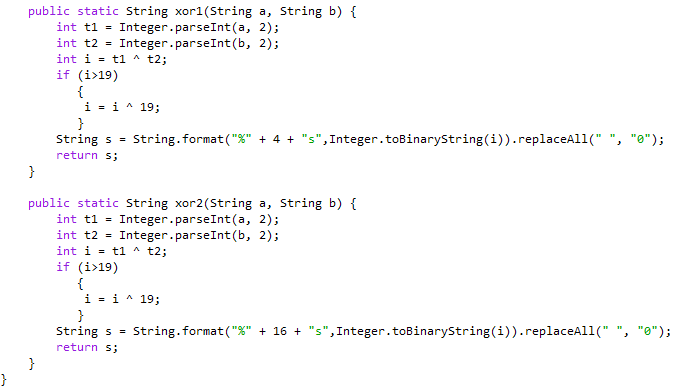 public static String xor1(String a, String b) {
int t1 = Integer.parseInt(a, 2);
int t2 = Integer.parseInt(b, 2);
int i = t1 ^ t2;
if (i>19)
{
i = i ^ 19;
}
String s = String.format("%" + 4 + "s",Integer.toBinaryString(i)).replaceAll(" ", "0");
return s;
}
public static String xor2(String a, String b) {
int t1 = Integer.parseInt(a, 2);
int t2 = Integer.parseInt(b, 2);
int i = t1 ^ t2;
if (i>19)
{
i = i ^ 19;
}
String s = String.format("%" + 16 + "s",Integer.toBinaryString(i)).replaceAll(" ", "0");
return s;
}
}